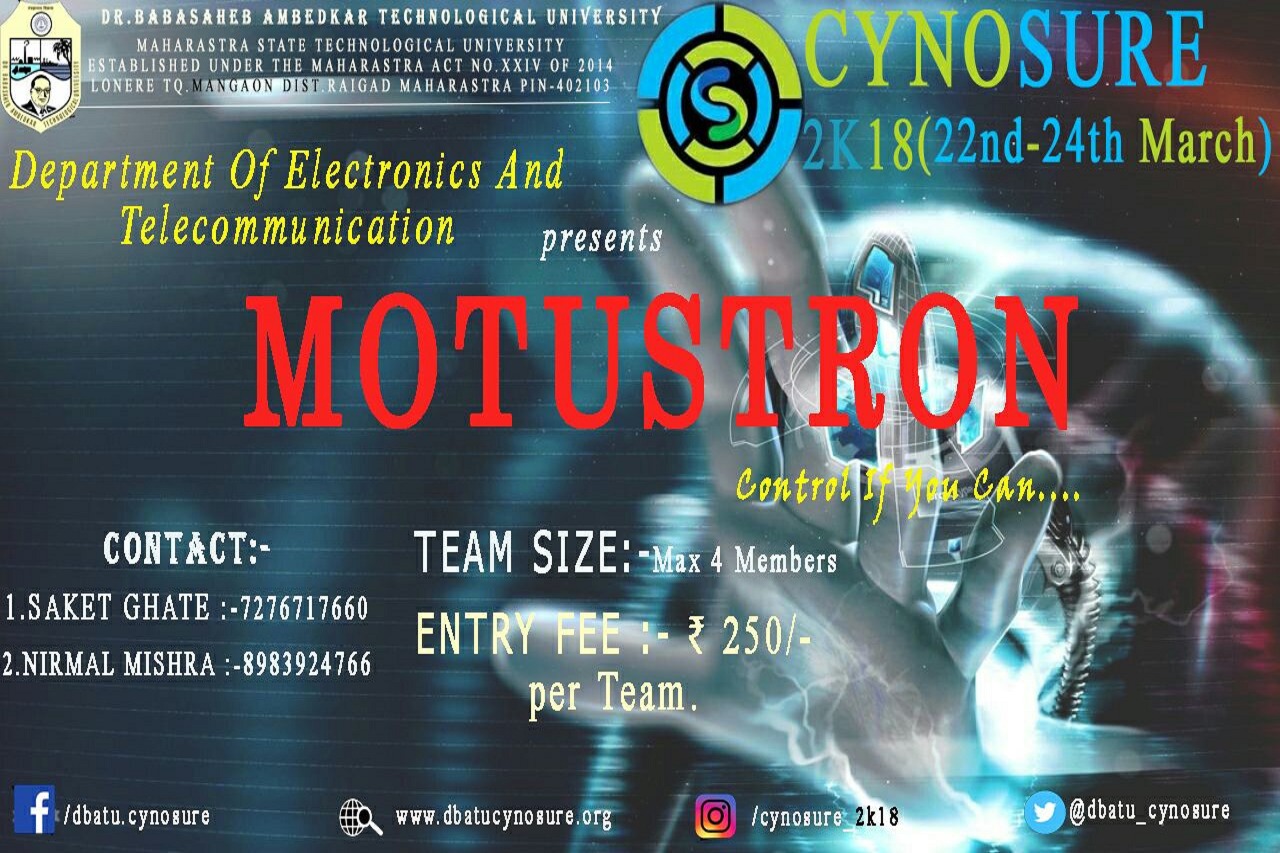 DR.BABASAHEB AMBEDKAR TECHNOLOGICAL UNIVERSITY
MAHARASTRA STATE TECHNOLOGICAL UNIVERSITY
ESTABLISHED UNDER THE MAHARASTRA ACT NO.XXIV OF 2014
LONERE TQ.MANGAON DIST.RAIGAD MAHARASTRA PIN-402103
CYNOSURE
2K18(22nd-24th March)
Department Of Electronics And
Telecommunication
presents
MOTUSTRON
Control If You Can....
CONTACT:-
1.SAKET GHATE :-7276717660
2.NIRMAL MISHRA :-8983924766
TEAM SIZE:-Max 4 Members
ENTRY FEE :- ₹ 250/-
per Team.
/dbatu.cynosure
www.dbatucynosure.org
/cynosure_2k18
@dbatu_cynosure